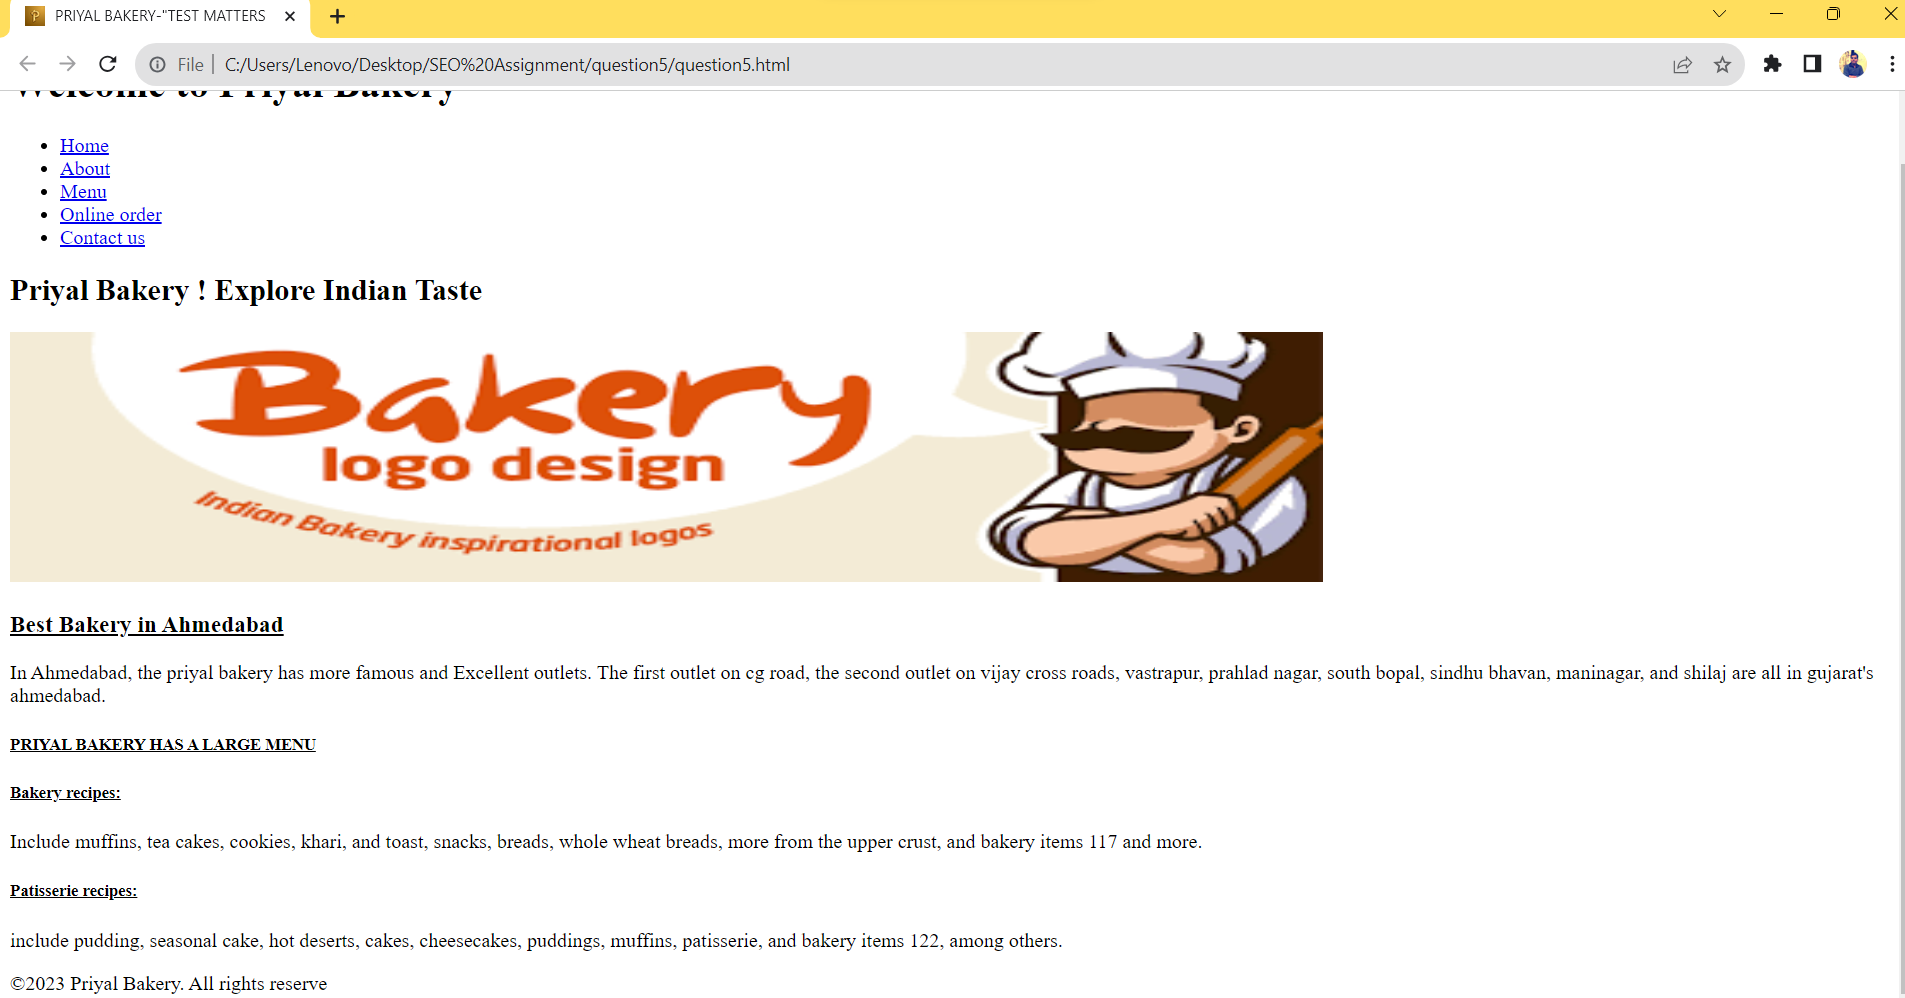 PRIYAL BAKERY-"TEST MATTERS
File | C:/Users/Lenovo/Desktop/SEO%20Assignment/question5/question5.html
Welcome to Priyal Bakery
Home
About
Menu
Online order
Contact us
Priyal Bakery ! Explore Indian Taste
Bakery
logo design
Indian Bakery inspirational logos
Best Bakery in Ahmedabad
In Ahmedabad, the priyal bakery has more famous and Excellent outlets. The first outlet on cg road, the second outlet on vijay cross roads, vastrapur, prahlad nagar, south bopal, sindhu bhavan, maninagar, and shilaj are all in gujarat's
ahmedabad.
PRIYAL BAKERY HAS A LARGE MENU
Bakery recipes:
Include muffins, tea cakes, cookies, khari, and toast, snacks, breads, whole wheat breads, more from the upper crust, and bakery items 117 and more.
Patisserie recipes:
include pudding, seasonal cake, hot deserts, cakes, cheesecakes, puddings, muffins, patisserie, and bakery items 122, among others.
©2023 Priyal Bakery. All rights reserve